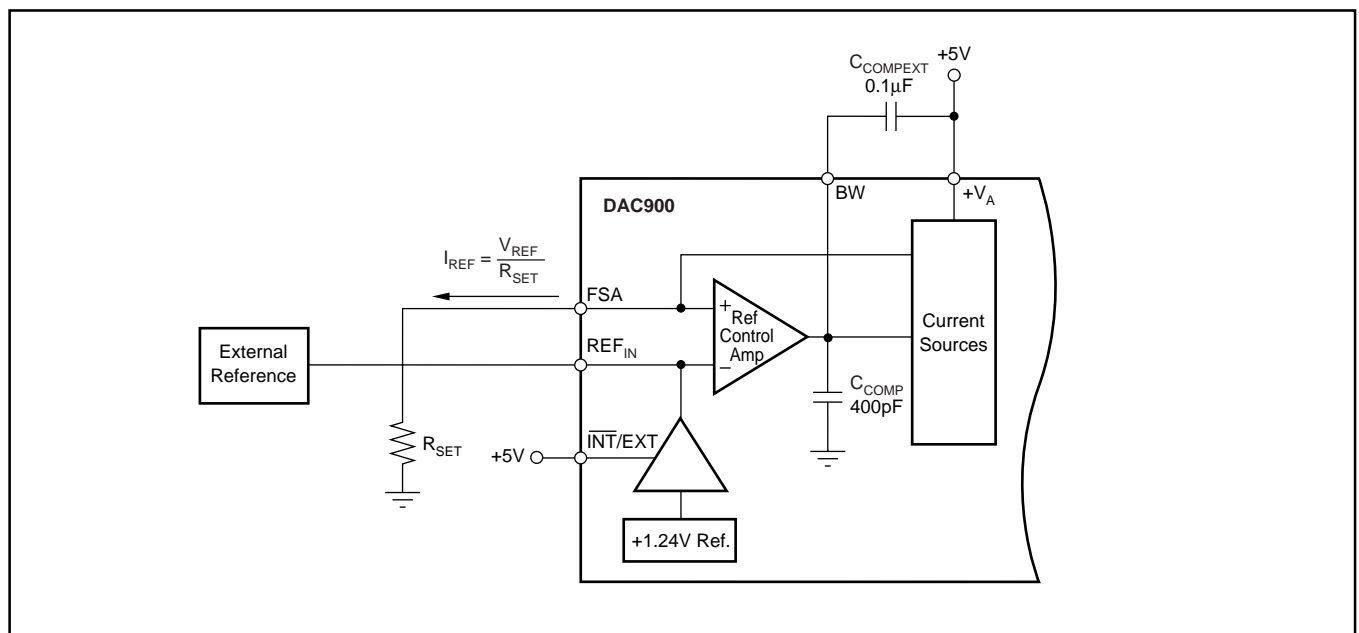 +5V
C_COMPEXT
0.1µF
BW
+V_A
DAC900
I_REF = V_REF / R_SET
FSA
+
Ref
Control
Amp
−
Current
Sources
External
Reference
REF_IN
C_COMP
400pF
R_SET
+5V
I̅N̅T̅/EXT
+1.24V Ref.